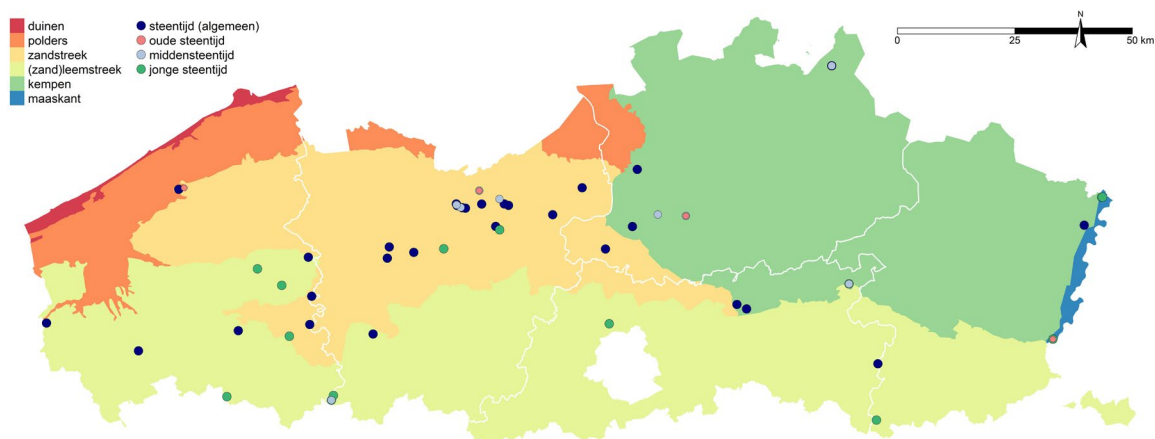 duinen
polders
zandstreek
(zand)leemstreek
kempen
maaskant
steentijd (algemeen)
oude steentijd
middensteentijd
jonge steentijd
N
0 25 50 km